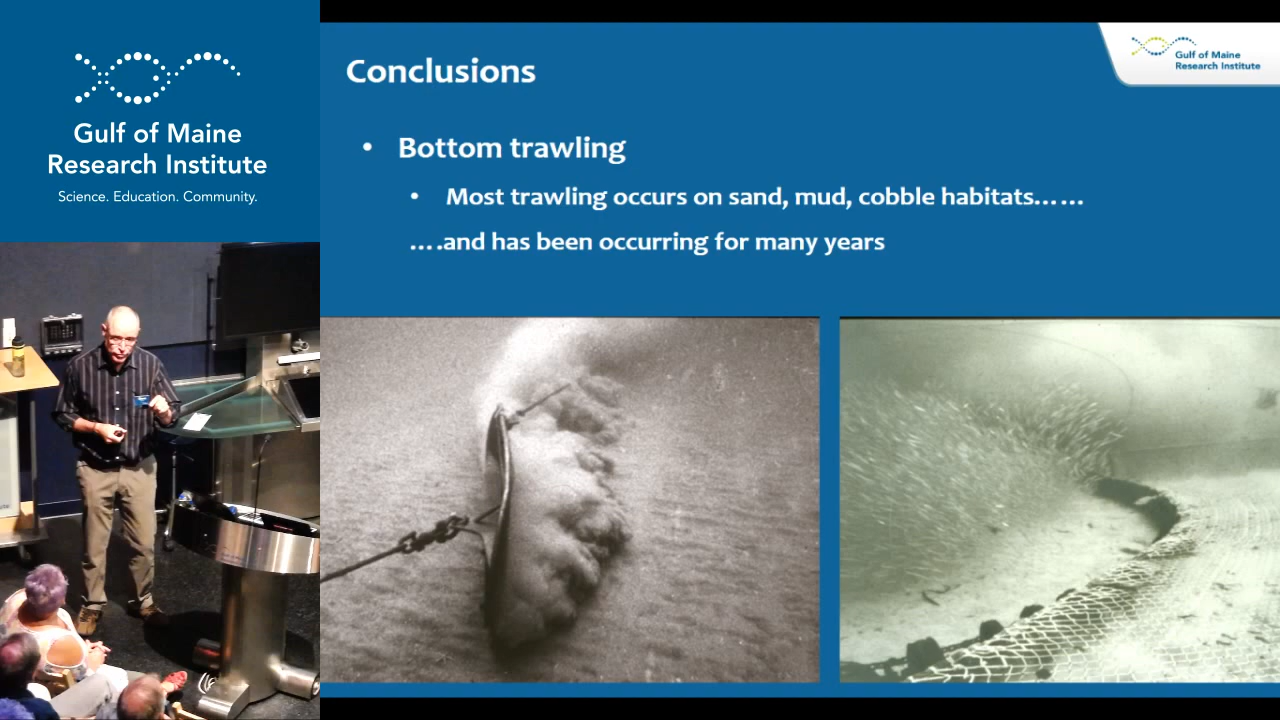 Gulf of Maine
Research Institute
Science. Education. Community.
Gulf of Maine
Research Institute
Conclusions
• Bottom trawling
• Most trawling occurs on sand, mud, cobble habitats......
....and has been occurring for many years